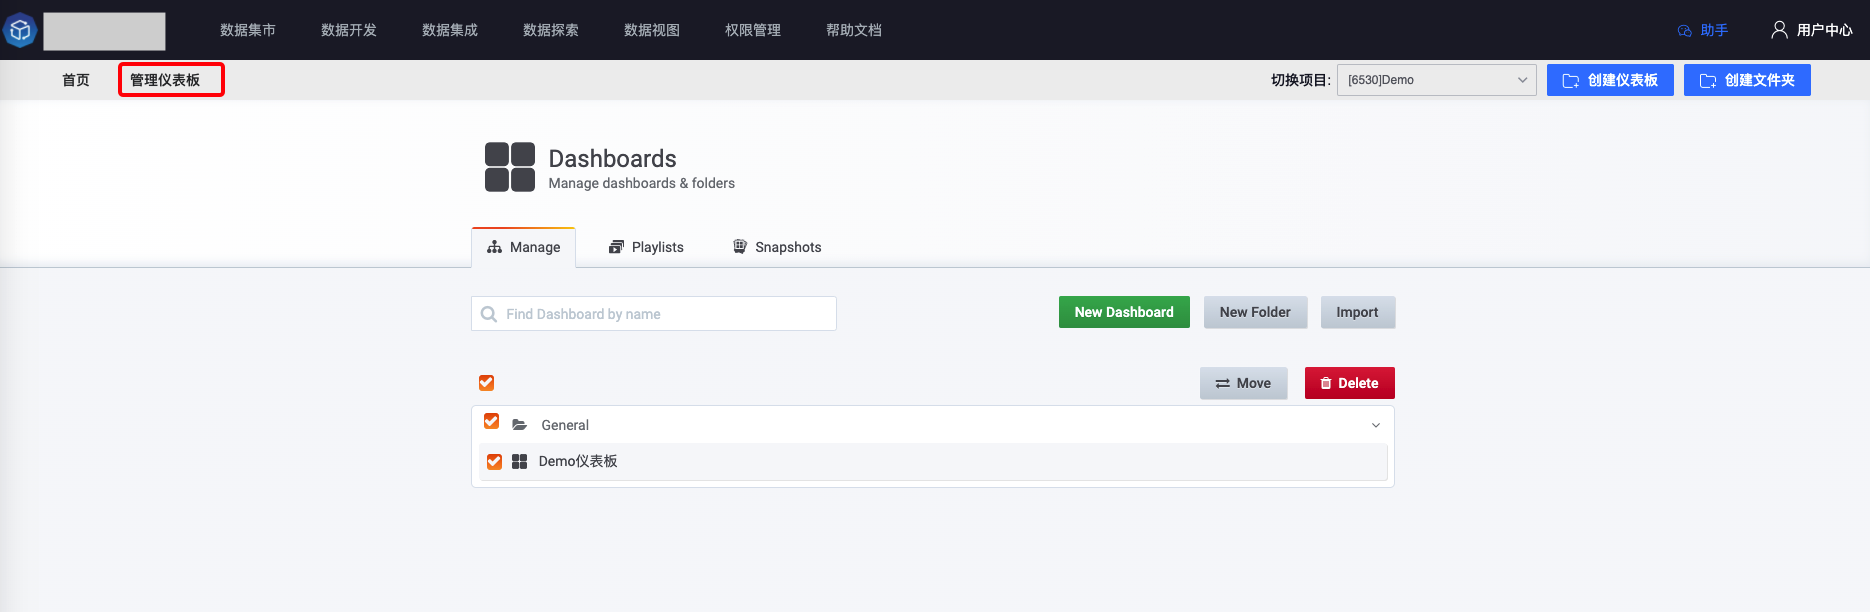 数据集市 数据开发 数据集成 数据探索 数据视图 权限管理 帮助文档 助手 用户中心
首页 管理仪表板 切换项目: [6530]Demo 创建仪表板 创建文件夹
Dashboards
Manage dashboards & folders
Manage Playlists Snapshots
Find Dashboard by name New Dashboard New Folder Import
Move Delete
General
Demo仪表板